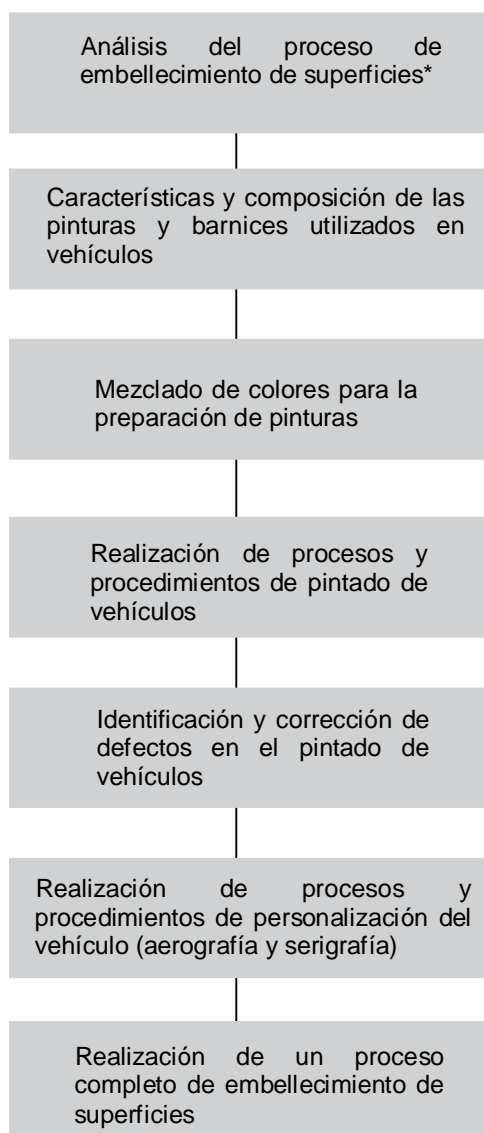 Análisis del proceso de
embellecimiento de superficies*
Características y composición de las
pinturas y barnices utilizados en
vehículos
Mezclado de colores para la
preparación de pinturas
Realización de procesos y
procedimientos de pintado de
vehículos
Identificación y corrección de
defectos en el pintado de
vehículos
Realización de procesos y
procedimientos de personalización del
vehículo (aerografía y serigrafía)
Realización de un proceso
completo de embellecimiento de
superficies